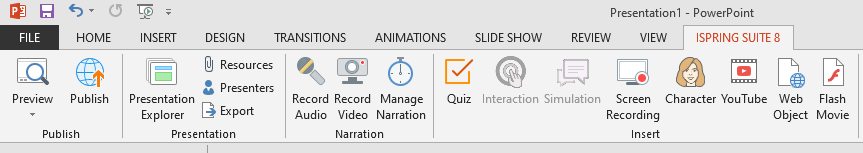 Presentation1 - PowerPoint
FILE HOME INSERT DESIGN TRANSITIONS ANIMATIONS SLIDE SHOW REVIEW VIEW ISPRING SUITE 8
Preview
Publish
Publish
Presentation
Explorer
Resources
Presenters
Export
Presentation
Record
Audio
Record
Video
Manage
Narration
Narration
Quiz
Interaction
Simulation
Screen
Recording
Character
YouTube
Web
Object
Flash
Movie
Insert